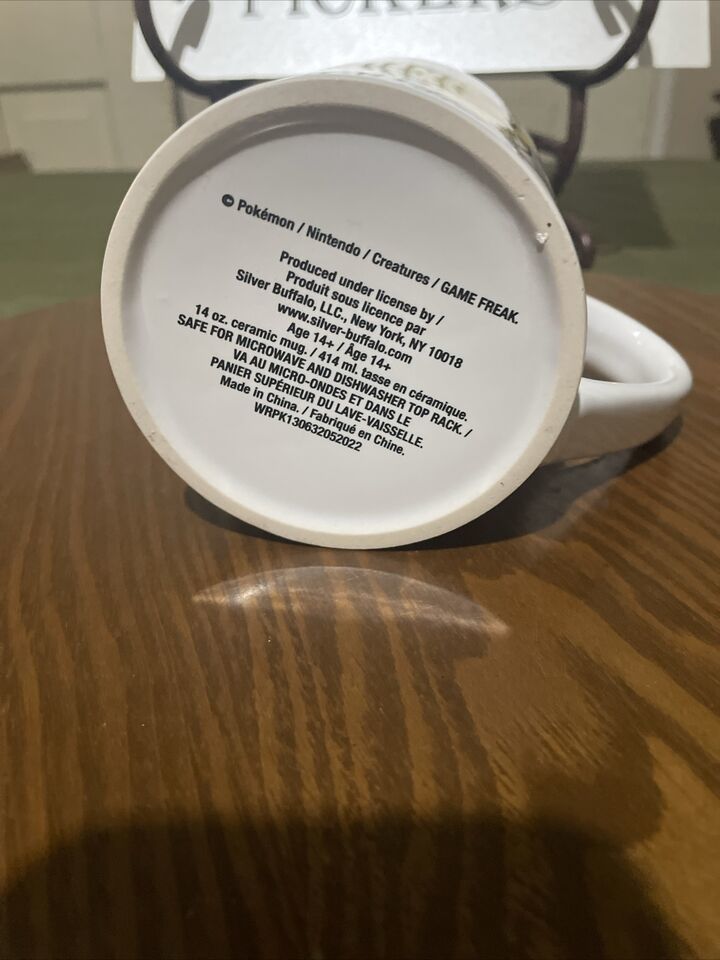 PICKERS
© Pokémon / Nintendo / Creatures / GAME FREAK.
Produced under license by /
Produit sous licence par
Silver Buffalo, LLC., New York, NY 10018
www.silver-buffalo.com
Age 14+ / Âge 14+
14 oz. ceramic mug. / 414 ml. tasse en céramique.
SAFE FOR MICROWAVE AND DISHWASHER TOP RACK. /
VA AU MICRO-ONDES ET DANS LE
PANIER SUPÉRIEUR DU LAVE-VAISSELLE.
Made in China. / Fabriqué en Chine.
WRPK130632052022